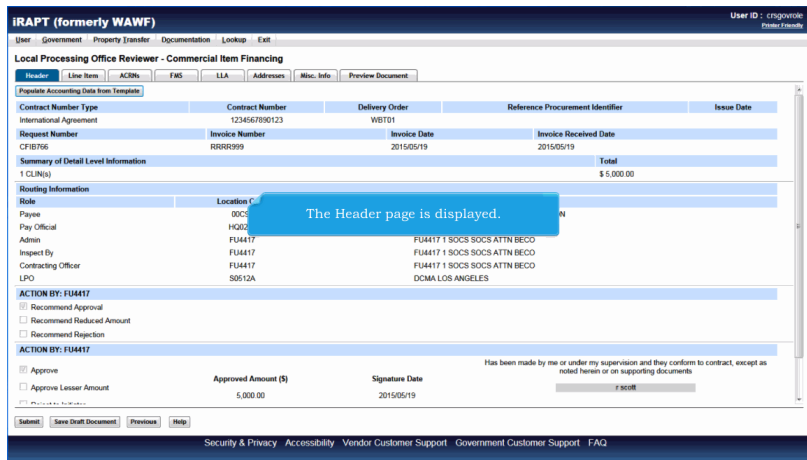 iRAPT (formerly WAWF)
User ID : crsgovrole
Printer Friendly
User Government Property Transfer Documentation Lookup Exit
Local Processing Office Reviewer - Commercial Item Financing
Header Line Item ACRNs FMS LLA Addresses Misc. Info Preview Document
Populate Accounting Data from Template
Contract Number Type Contract Number Delivery Order Reference Procurement Identifier Issue Date
International Agreement 1234567890123 WBT01
Request Number Invoice Number Invoice Date Invoice Received Date
CFIB766 RRRR999 2015/05/19 2015/05/19
Summary of Detail Level Information Total
1 CLIN(s) $ 5,000.00
Routing Information
Role Location C
Payee 00CS N
Pay Official HQ02
The Header page is displayed.
Admin FU4417 FU4417 1 SOCS SOCS ATTN BECO
Inspect By FU4417 FU4417 1 SOCS SOCS ATTN BECO
Contracting Officer FU4417 FU4417 1 SOCS SOCS ATTN BECO
LPO S0512A DCMA LOS ANGELES
ACTION BY: FU4417
Recommend Approval
Recommend Reduced Amount
Recommend Rejection
ACTION BY: FU4417
Approve
Approve Lesser Amount
Approved Amount ($) Signature Date
5,000.00 2015/05/19
Has been made by me or under my supervision and they conform to contract, except as
noted herein or on supporting documents
r scott
Submit Save Draft Document Previous Help
Security & Privacy Accessibility Vendor Customer Support Government Customer Support FAQ